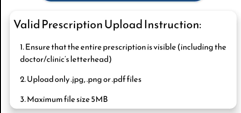 Valid Prescription Upload Instruction:
1. Ensure that the entire prescription is visible (including the
doctor/clinic's letterhead)
2. Upload only .jpg, .png or .pdf files
3. Maximum file size 5MB